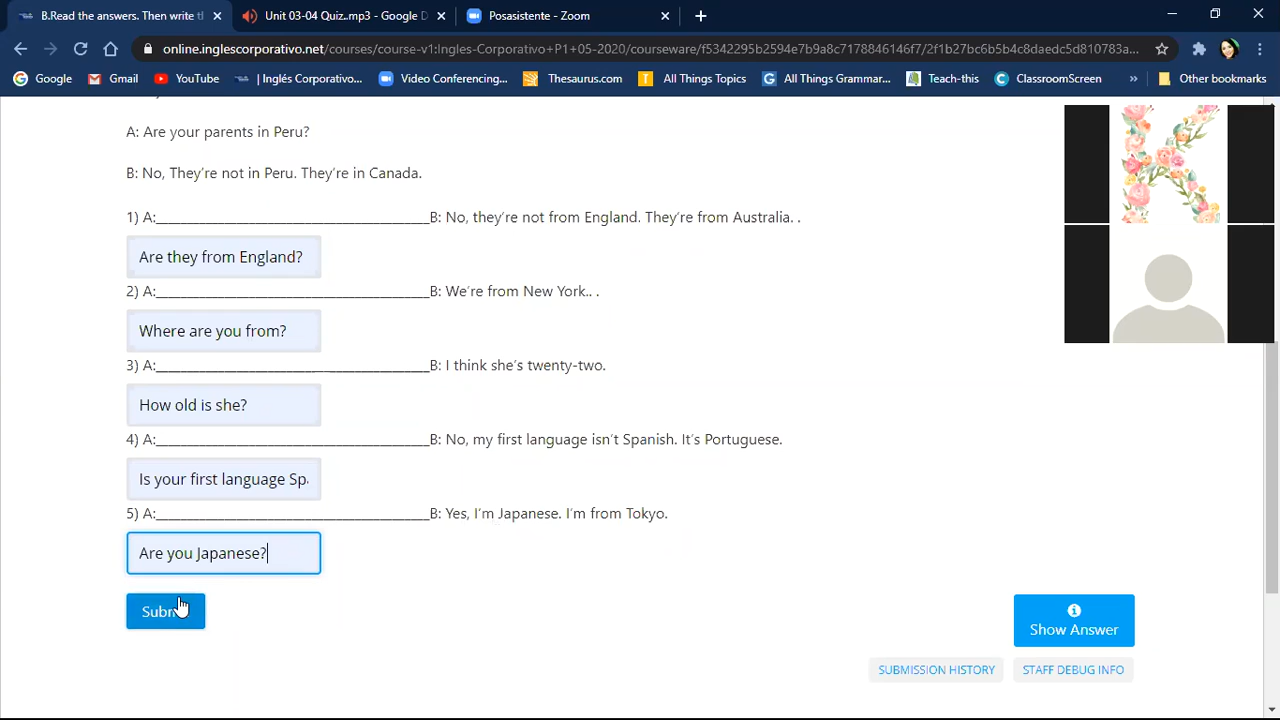 B.Read the answers. Then write t
Unit 03-04 Quiz..mp3 - Google D
Posasistente - Zoom
online.inglescorporativo.net/courses/course-v1:Ingles-Corporativo+P1+05-2020/courseware/f5342295b2594e7b9a8c7178846146f7/2f1b27bc6b5b4c8daedc5d810783a...
Google
Gmail
YouTube
| Inglés Corporativo...
Video Conferencing...
Thesaurus.com
All Things Topics
All Things Grammar...
Teach-this
ClassroomScreen
»
Other bookmarks
A: Are your parents in Peru?
B: No, They're not in Peru. They're in Canada.
1) A:______________________________________B: No, they're not from England. They're from Australia. .
Are they from England?
2) A:______________________________________B: We're from New York.. .
Where are you from?
3) A:______________________________________B: I think she's twenty-two.
How old is she?
4) A:______________________________________B: No, my first language isn't Spanish. It's Portuguese.
Is your first language Sp
5) A:______________________________________B: Yes, I'm Japanese. I'm from Tokyo.
Are you Japanese?
Subm
Show Answer
SUBMISSION HISTORY
STAFF DEBUG INFO